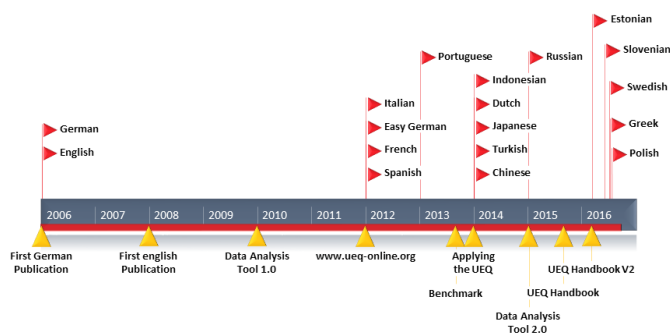 Estonian
Portuguese
Russian
Slovenian
Indonesian
Swedish
Italian
Dutch
German
Easy German
Japanese
Greek
English
French
Turkish
Polish
Spanish
Chinese
2006 2007 2008 2009 2010 2011 2012 2013 2014 2015 2016
First German
Publication
First english
Publication
Data Analysis
Tool 1.0
www.ueq-online.org
Applying
the UEQ
UEQ Handbook V2
Benchmark
UEQ Handbook
Data Analysis
Tool 2.0